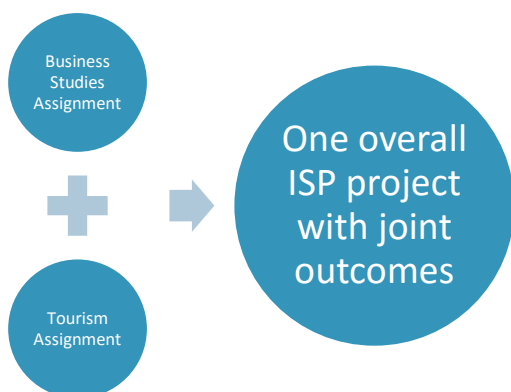 Business
Studies
Assignment
Tourism
Assignment
One overall
ISP project
with joint
outcomes